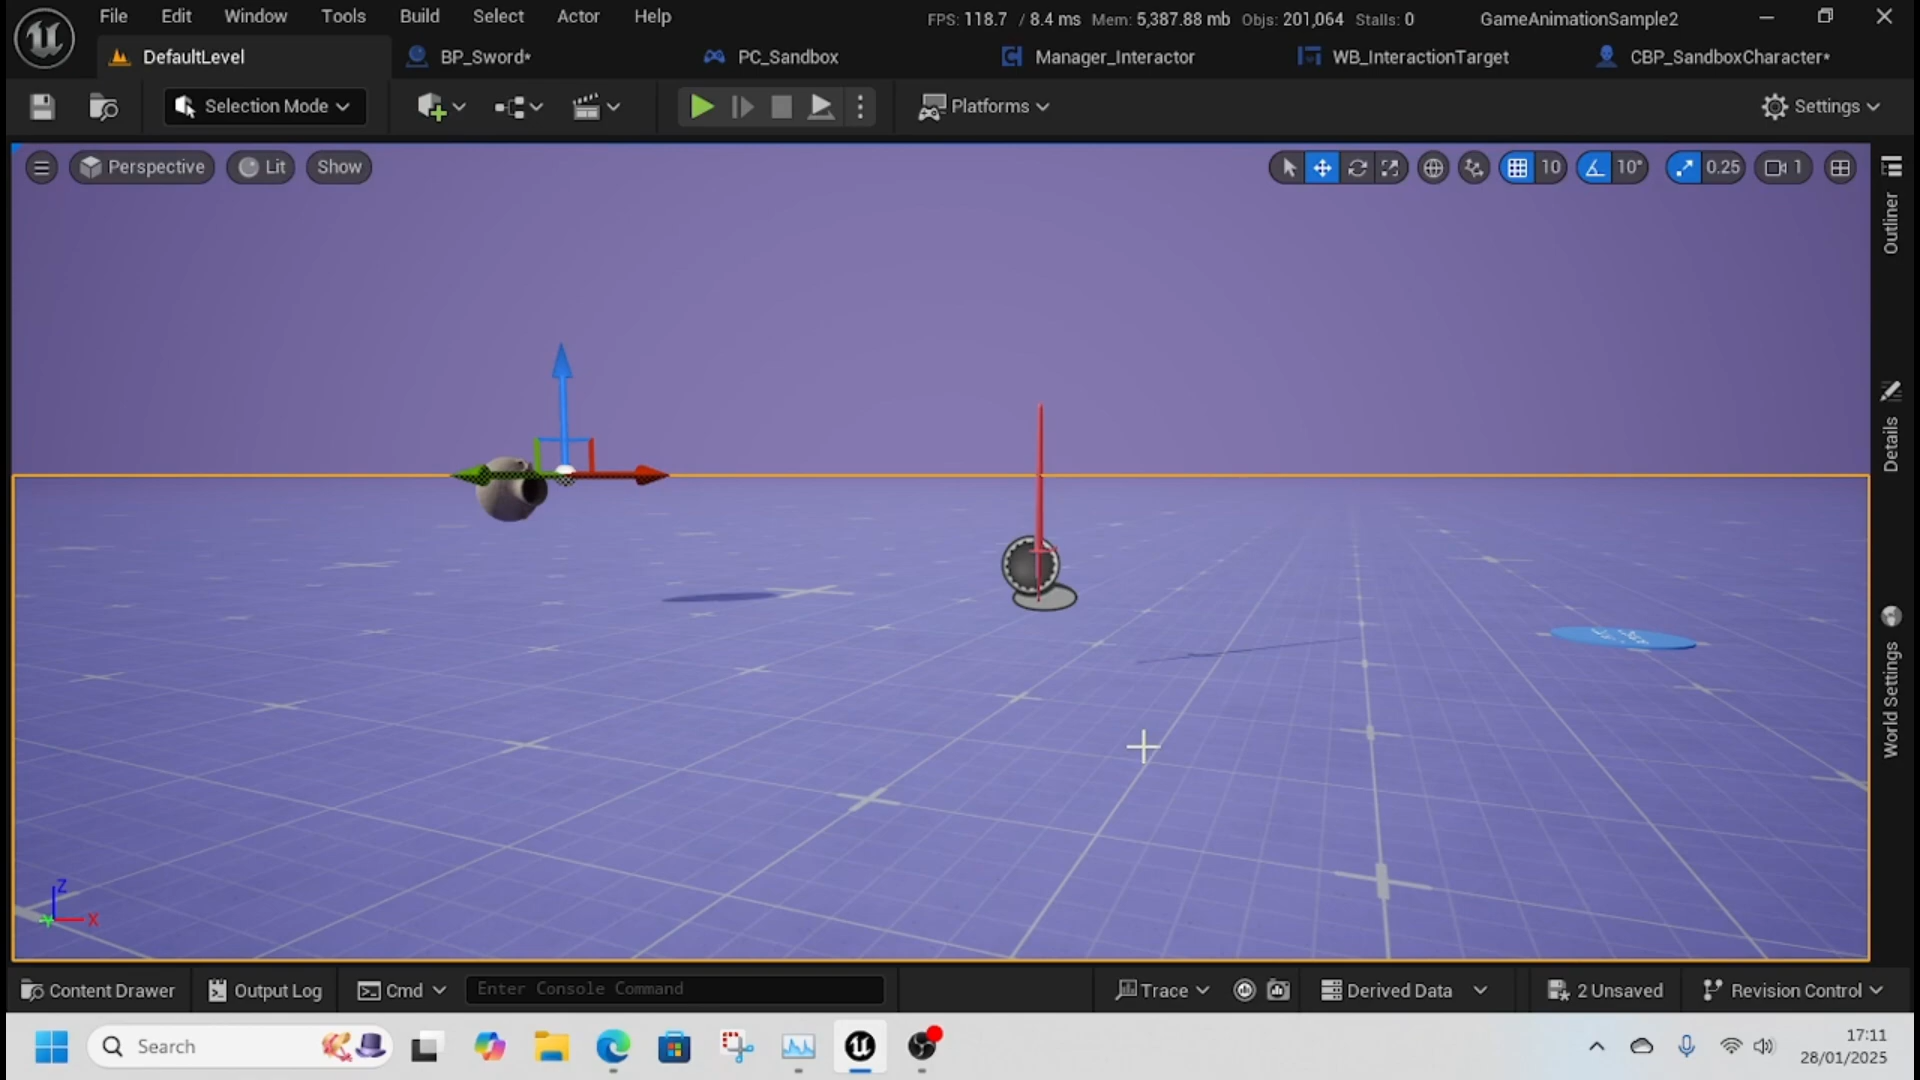 File Edit Window Tools Build Select Actor Help FPS: 118.7 / 8.4 ms Mem: 5,387.88 mb Objs: 201,064 Stalls: 0 GameAnimationSample2
DefaultLevel BP_Sword* PC_Sandbox Manager_Interactor WB_InteractionTarget CBP_SandboxCharacter*
Selection Mode Platforms Settings
Perspective Lit Show 10 10° 0.25 1
Outliner
Details
World Settings
Z
Y X
Content Drawer Output Log Cmd Enter Console Command Trace Derived Data 2 Unsaved Revision Control
Search 17:11
28/01/2025